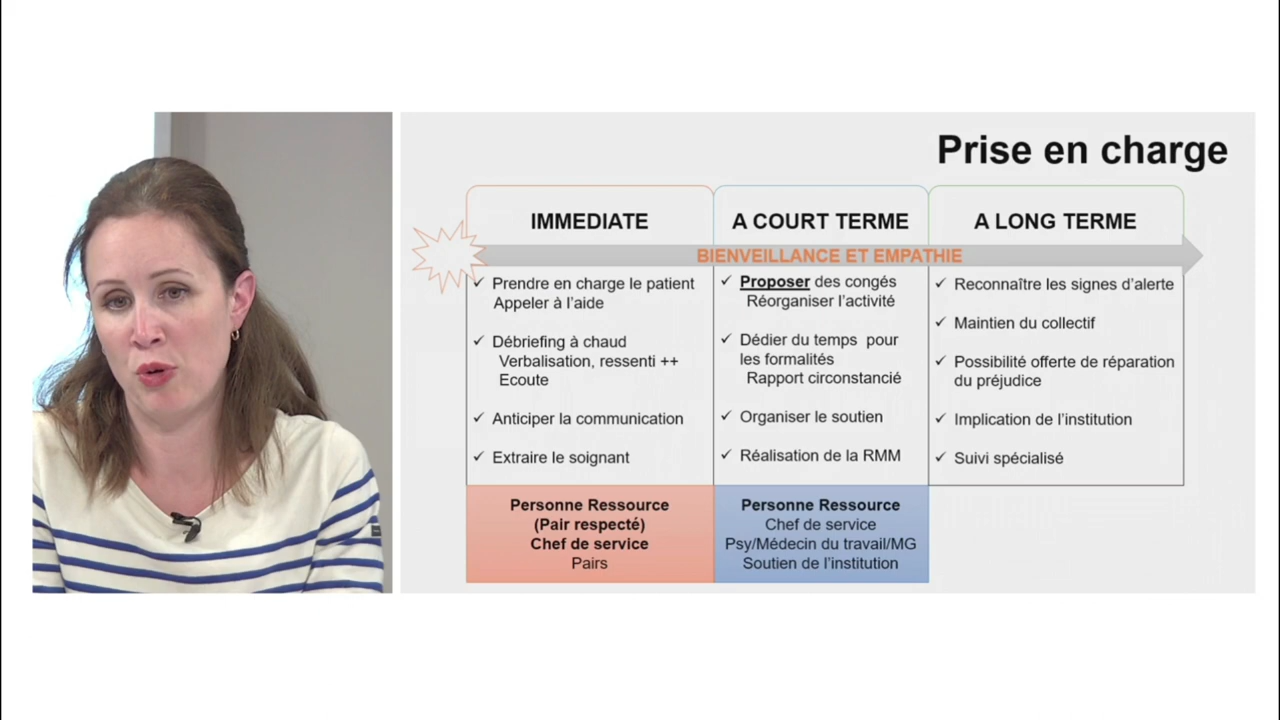 Prise en charge
IMMEDIATE
A COURT TERME
A LONG TERME
BIENVEILLANCE ET EMPATHIE
Prendre en charge le patient
Appeler à l'aide
Débriefing à chaud
Verbalisation, ressenti ++
Ecoute
Anticiper la communication
Extraire le soignant
Proposer des congés
Réorganiser l'activité
Dédier du temps pour
les formalités
Rapport circonstancié
Organiser le soutien
Réalisation de la RMM
Reconnaître les signes d'alerte
Maintien du collectif
Possibilité offerte de réparation
du préjudice
Implication de l'institution
Suivi spécialisé
Personne Ressource
(Pair respecté)
Chef de service
Pairs
Personne Ressource
Chef de service
Psy/Médecin du travail/MG
Soutien de l'institution